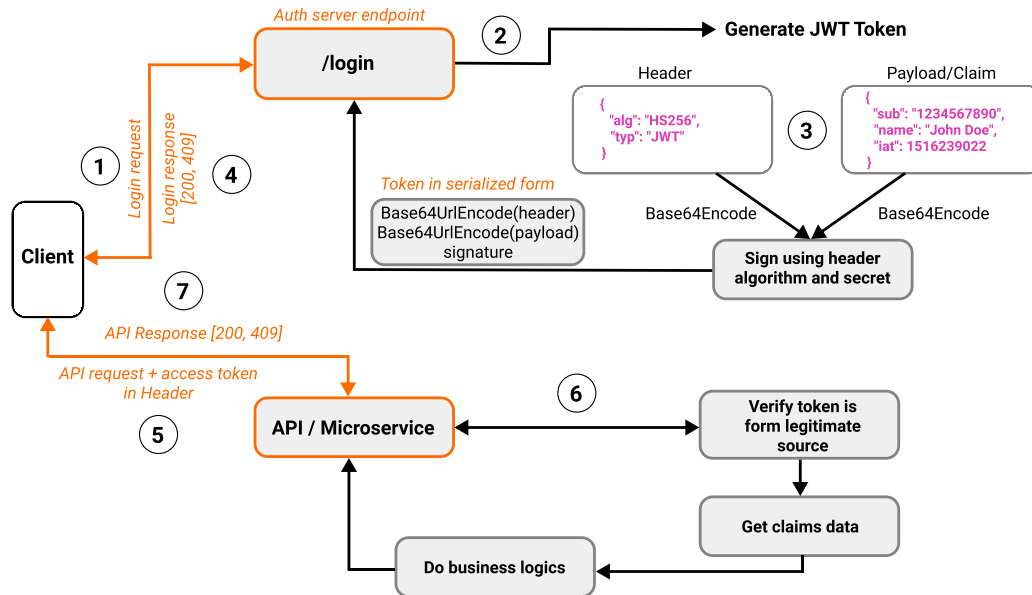 Auth server endpoint
/login
2
Generate JWT Token
Header
{
"alg": "HS256",
"typ": "JWT"
}
3
Payload/Claim
{
"sub": "1234567890",
"name": "John Doe",
"iat": 1516239022
}
1
Login request
Login response
[200, 409]
4
Token in serialized form
Base64UrlEncode(header)
Base64UrlEncode(payload)
signature
Base64Encode
Base64Encode
Sign using header
algorithm and secret
Client
7
API Response [200, 409]
API request + access token
in Header
5
API / Microservice
6
Verify token is
form legitimate
source
Get claims data
Do business logics